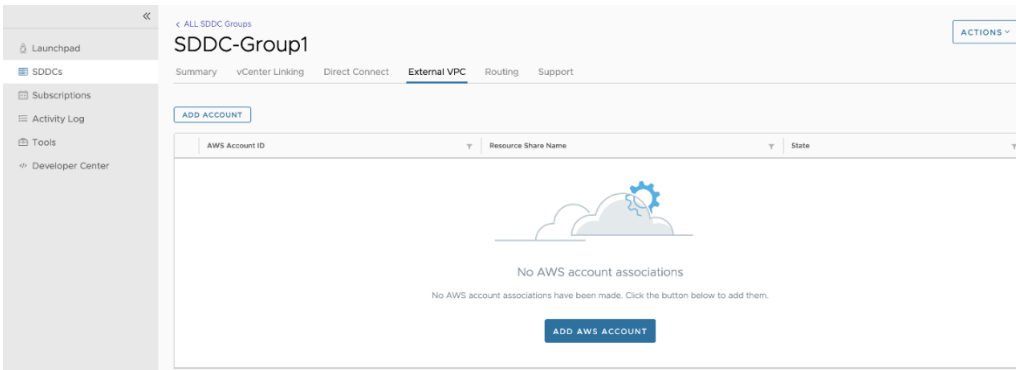 «
< ALL SDDC Groups
SDDC-Group1
ACTIONS
Launchpad
SDDCs
Subscriptions
Activity Log
Tools
Developer Center
Summary vCenter Linking Direct Connect External VPC Routing Support
ADD ACCOUNT
AWS Account ID Resource Share Name State
No AWS account associations
No AWS account associations have been made. Click the button below to add them.
ADD AWS ACCOUNT